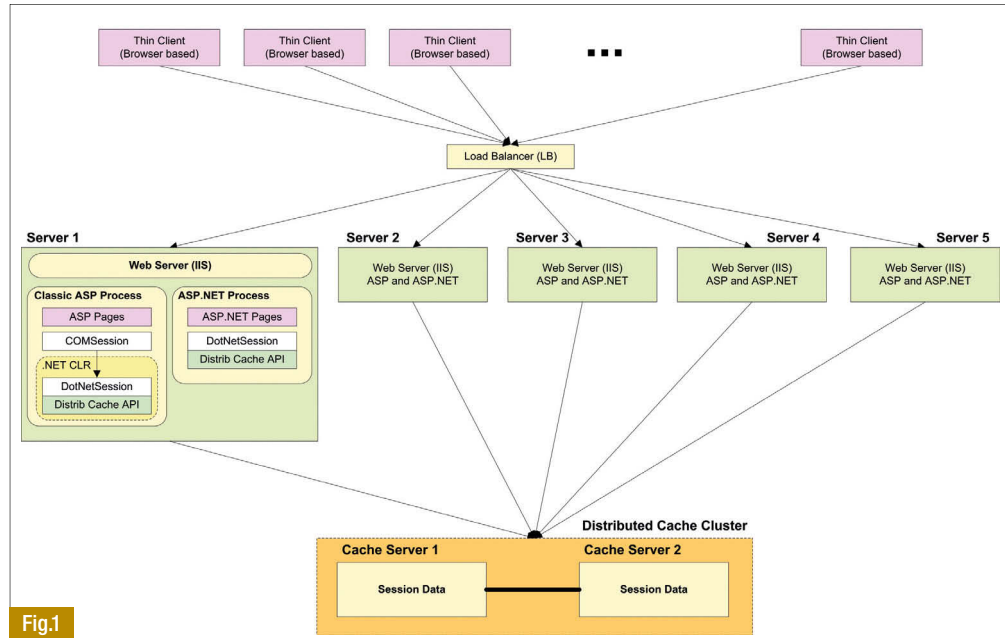 Thin Client
(Browser based)
Thin Client
(Browser based)
Thin Client
(Browser based)
Thin Client
(Browser based)
Load Balancer (LB)
Server 1
Web Server (IIS)
Classic ASP Process
ASP Pages
COMSession
.NET CLR
DotNetSession
Distrib Cache API
ASP.NET Process
ASP.NET Pages
DotNetSession
Distrib Cache API
Server 2
Web Server (IIS)
ASP and ASP.NET
Server 3
Web Server (IIS)
ASP and ASP.NET
Server 4
Web Server (IIS)
ASP and ASP.NET
Server 5
Web Server (IIS)
ASP and ASP.NET
Distributed Cache Cluster
Cache Server 1
Session Data
Cache Server 2
Session Data
Fig.1